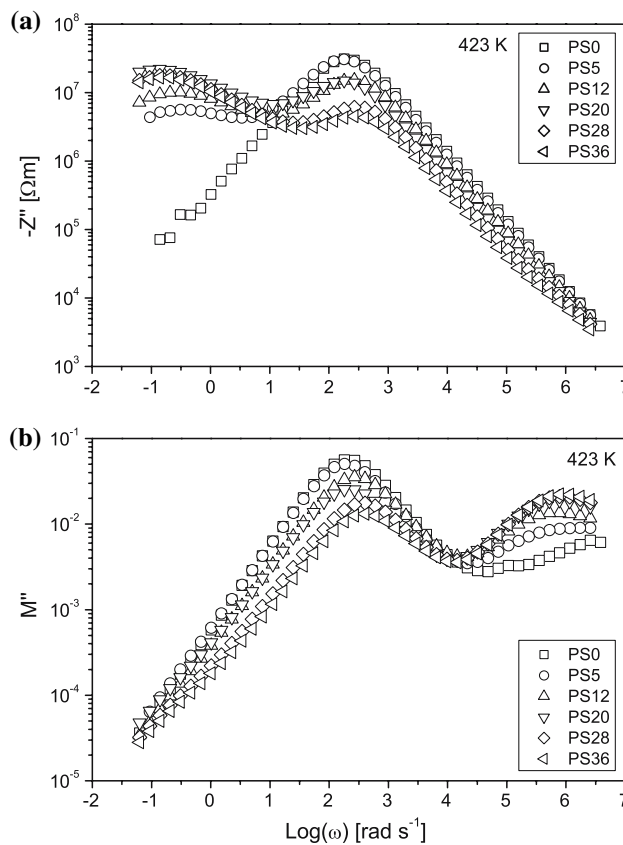 (a)
10^8
10^7
10^6
10^5
10^4
10^3
-Z" [Ωm]
423 K
PS0
PS5
PS12
PS20
PS28
PS36
-2 -1 0 1 2 3 4 5 6 7
(b)
10^-1
10^-2
10^-3
10^-4
10^-5
M"
423 K
PS0
PS5
PS12
PS20
PS28
PS36
-2 -1 0 1 2 3 4 5 6 7
Log(ω) [rad s^-1]